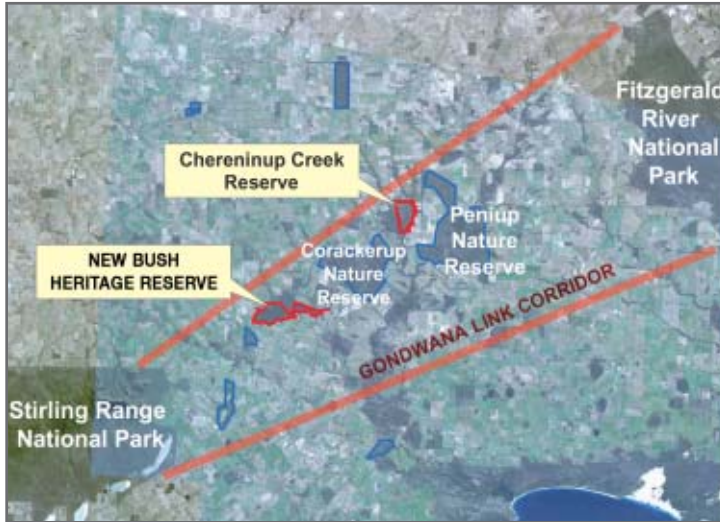 Fitzgerald
River
National
Park
Chereninup Creek
Reserve
Peniup
Nature
Reserve
Corackerup
Nature
Reserve
NEW BUSH
HERITAGE RESERVE
GONDWANA LINK CORRIDOR
Stirling Range
National Park